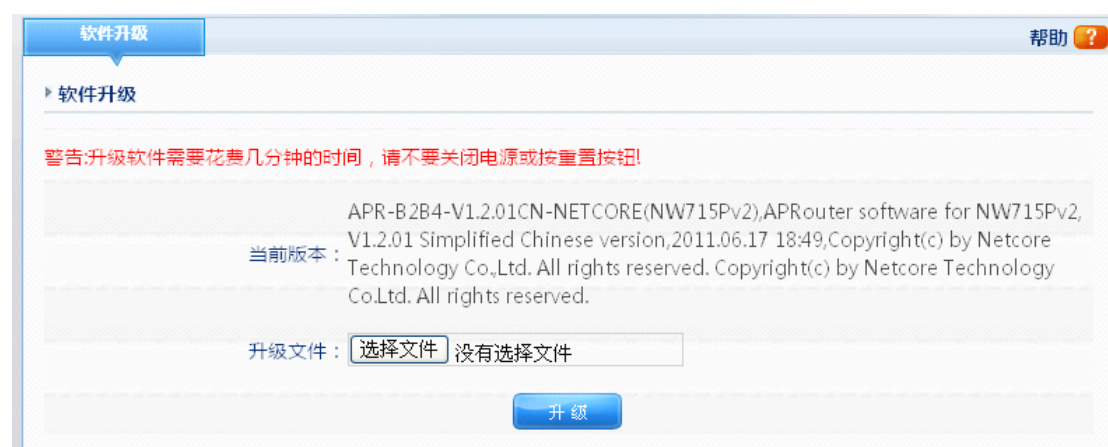 软件升级
帮助 ?
软件升级
警告:升级软件需要花费几分钟的时间，请不要关闭电源或按重置按钮!
APR-B2B4-V1.2.01CN-NETCORE(NW715Pv2),APRouter software for NW715Pv2,
当前版本：V1.2.01 Simplified Chinese version,2011.06.17 18:49,Copyright(c) by Netcore
Technology Co.,Ltd. All rights reserved. Copyright(c) by Netcore Technology
Co.Ltd. All rights reserved.
升级文件：选择文件 没有选择文件
升 级